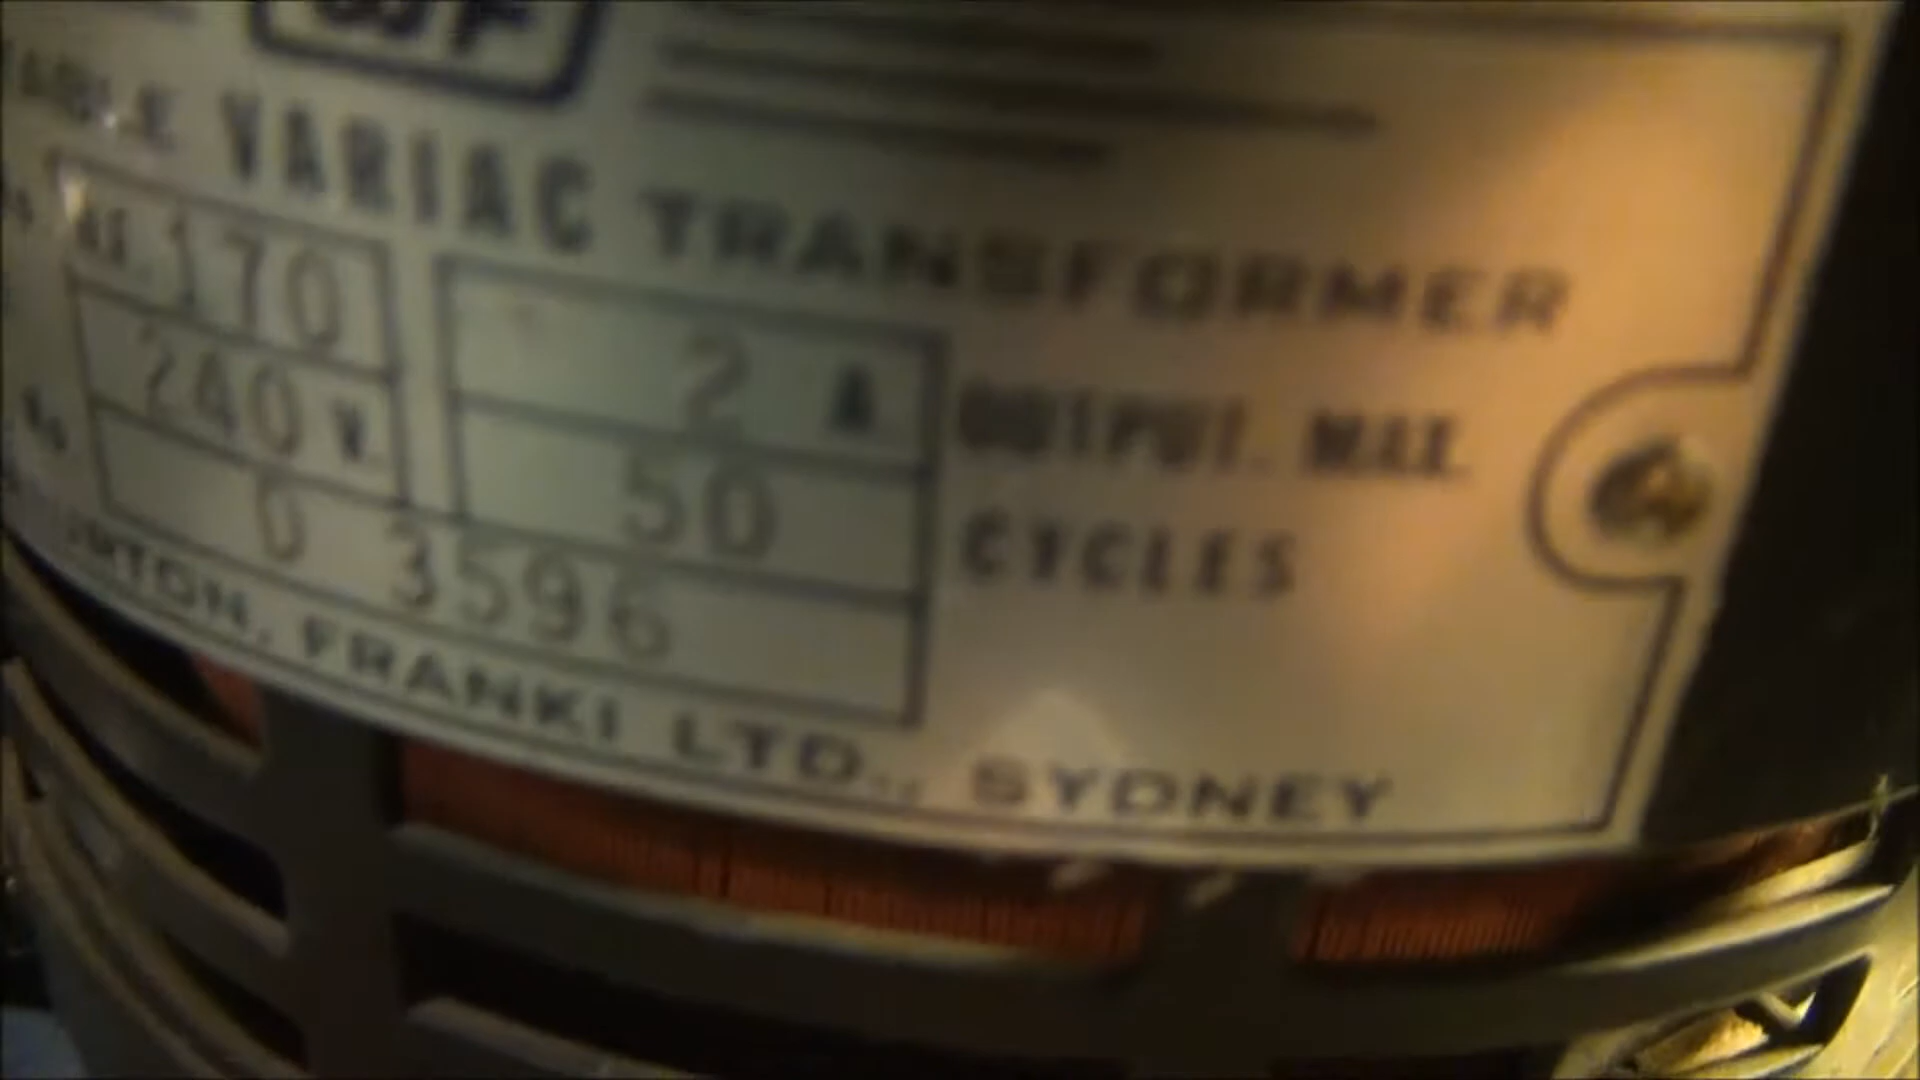 VARIAC TRANSFORMER
170 2 A OUTPUT. MAX.
240 V. 50 CYCLES
3596
FRANKI LTD., SYDNEY